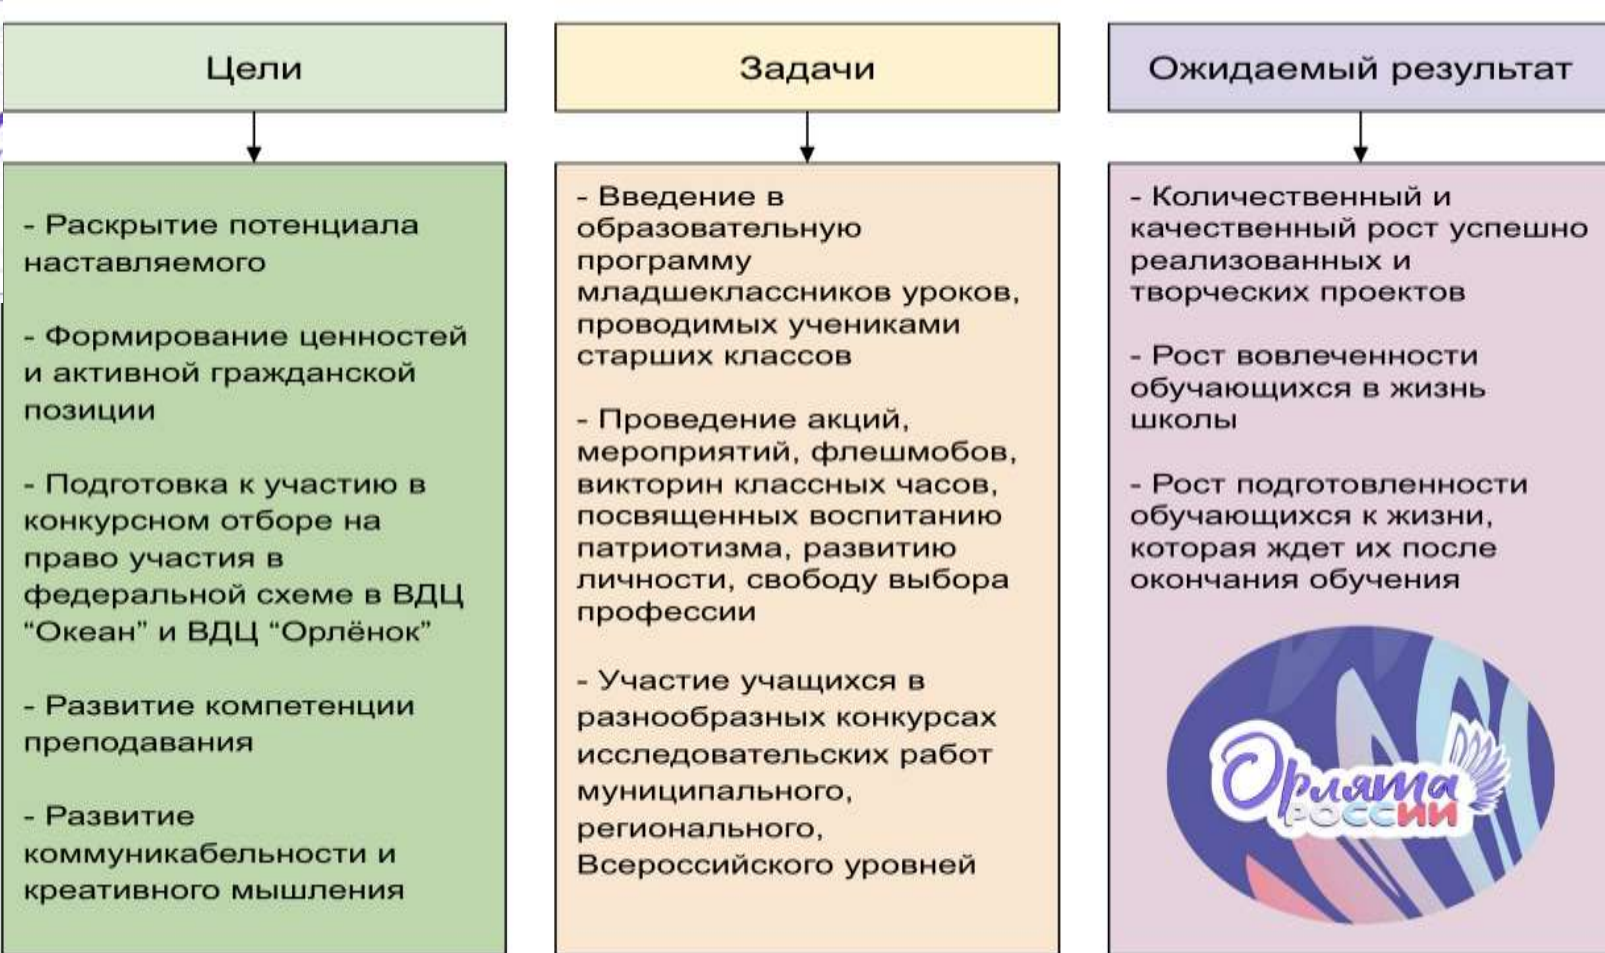 Цели
- Раскрытие потенциала
наставляемого
- Формирование ценностей
и активной гражданской
позиции
- Подготовка к участию в
конкурсном отборе на
право участия в
федеральной схеме в ВДЦ
“Океан” и ВДЦ “Орлёнок”
- Развитие компетенции
преподавания
- Развитие
коммуникабельности и
креативного мышления
Задачи
- Введение в
образовательную
программу
младшеклассников уроков,
проводимых учениками
старших классов
- Проведение акций,
мероприятий, флешмобов,
викторин классных часов,
посвященных воспитанию
патриотизма, развитию
личности, свободу выбора
профессии
- Участие учащихся в
разнообразных конкурсах
исследовательских работ
муниципального,
регионального,
Всероссийского уровней
Ожидаемый результат
- Количественный и
качественный рост успешно
реализованных и
творческих проектов
- Рост вовлеченности
обучающихся в жизнь
школы
- Рост подготовленности
обучающихся к жизни,
которая ждет их после
окончания обучения
Орлята
РОССИИ